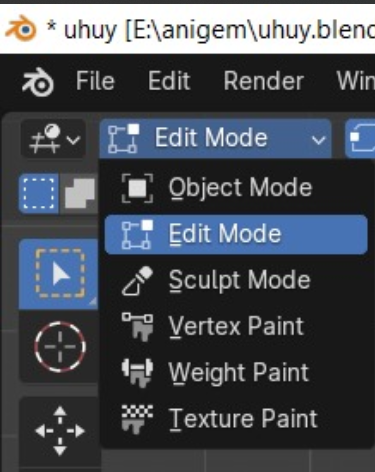 * uhuy [E:\anigem\uhuy.blend
File Edit Render Win
Edit Mode
Object Mode
Edit Mode
Sculpt Mode
Vertex Paint
Weight Paint
Texture Paint